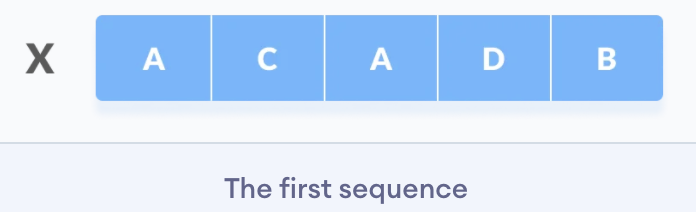 X A C A D B
The first sequence